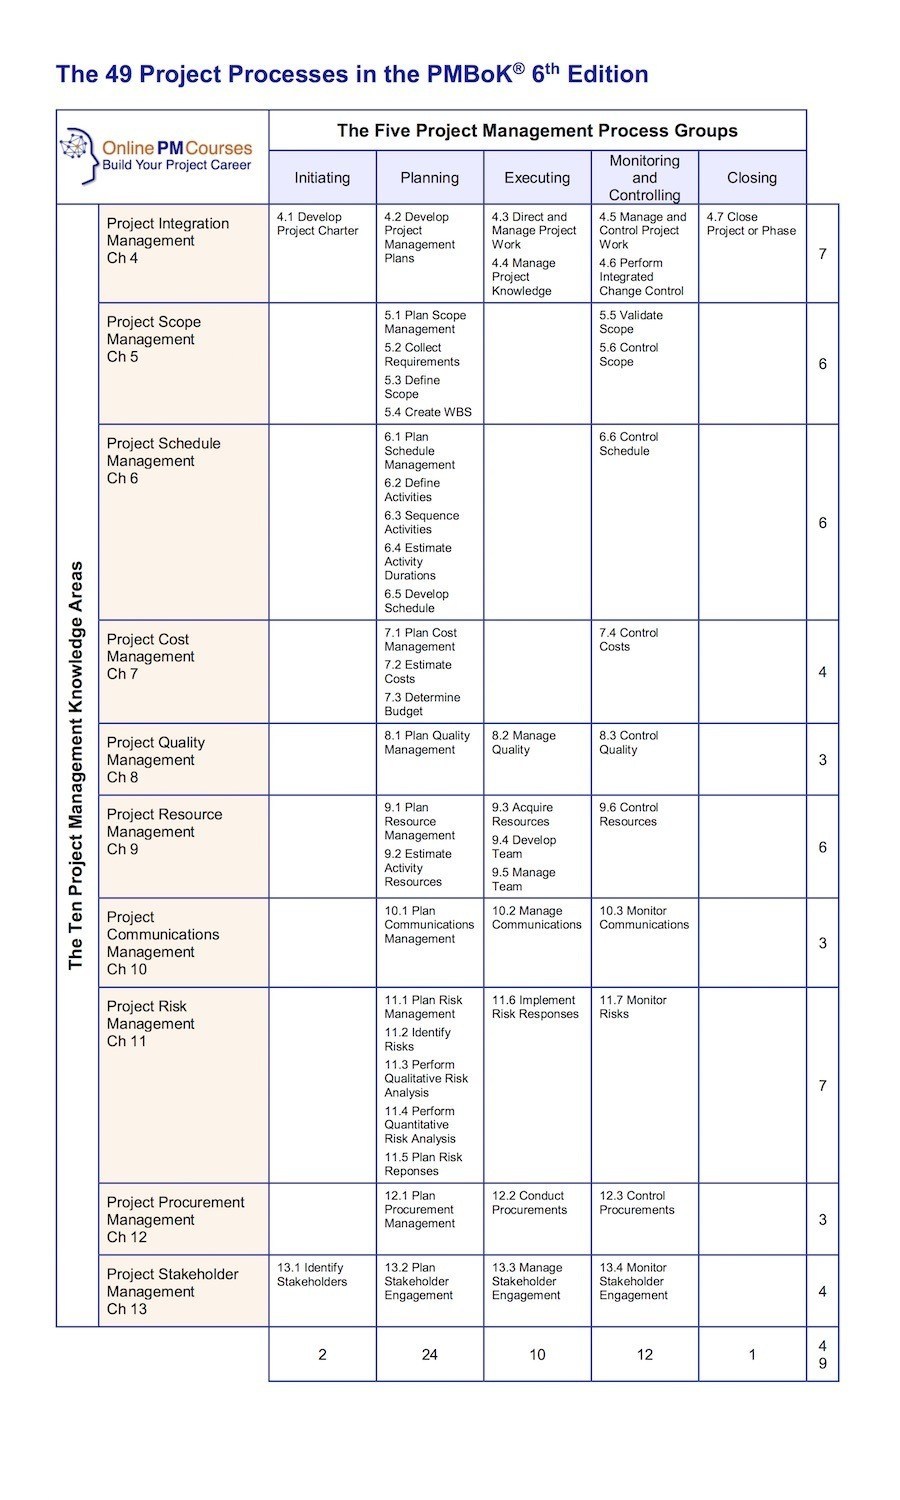 The 49 Project Processes in the PMBoK® 6th Edition
Online PM Courses
Build Your Project Career
The Five Project Management Process Groups
Initiating
Planning
Executing
Monitoring
and
Controlling
Closing
The Ten Project Management Knowledge Areas
Project Integration
Management
Ch 4
4.1 Develop
Project Charter
4.2 Develop
Project
Management
Plans
4.3 Direct and
Manage Project
Work
4.4 Manage
Project
Knowledge
4.5 Manage and
Control Project
Work
4.6 Perform
Integrated
Change Control
4.7 Close
Project or Phase
7
Project Scope
Management
Ch 5
5.1 Plan Scope
Management
5.2 Collect
Requirements
5.3 Define
Scope
5.4 Create WBS
5.5 Validate
Scope
5.6 Control
Scope
6
Project Schedule
Management
Ch 6
6.1 Plan
Schedule
Management
6.2 Define
Activities
6.3 Sequence
Activities
6.4 Estimate
Activity
Durations
6.5 Develop
Schedule
6.6 Control
Schedule
6
Project Cost
Management
Ch 7
7.1 Plan Cost
Management
7.2 Estimate
Costs
7.3 Determine
Budget
7.4 Control
Costs
4
Project Quality
Management
Ch 8
8.1 Plan Quality
Management
8.2 Manage
Quality
8.3 Control
Quality
3
Project Resource
Management
Ch 9
9.1 Plan
Resource
Management
9.2 Estimate
Activity
Resources
9.3 Acquire
Resources
9.4 Develop
Team
9.5 Manage
Team
9.6 Control
Resources
6
Project
Communications
Management
Ch 10
10.1 Plan
Communications
Management
10.2 Manage
Communications
10.3 Monitor
Communications
3
Project Risk
Management
Ch 11
11.1 Plan Risk
Management
11.2 Identify
Risks
11.3 Perform
Qualitative Risk
Analysis
11.4 Perform
Quantitative
Risk Analysis
11.5 Plan Risk
Reponses
11.6 Implement
Risk Responses
11.7 Monitor
Risks
7
Project Procurement
Management
Ch 12
12.1 Plan
Procurement
Management
12.2 Conduct
Procurements
12.3 Control
Procurements
3
Project Stakeholder
Management
Ch 13
13.1 Identify
Stakeholders
13.2 Plan
Stakeholder
Engagement
13.3 Manage
Stakeholder
Engagement
13.4 Monitor
Stakeholder
Engagement
4
2
24
10
12
1
4
9